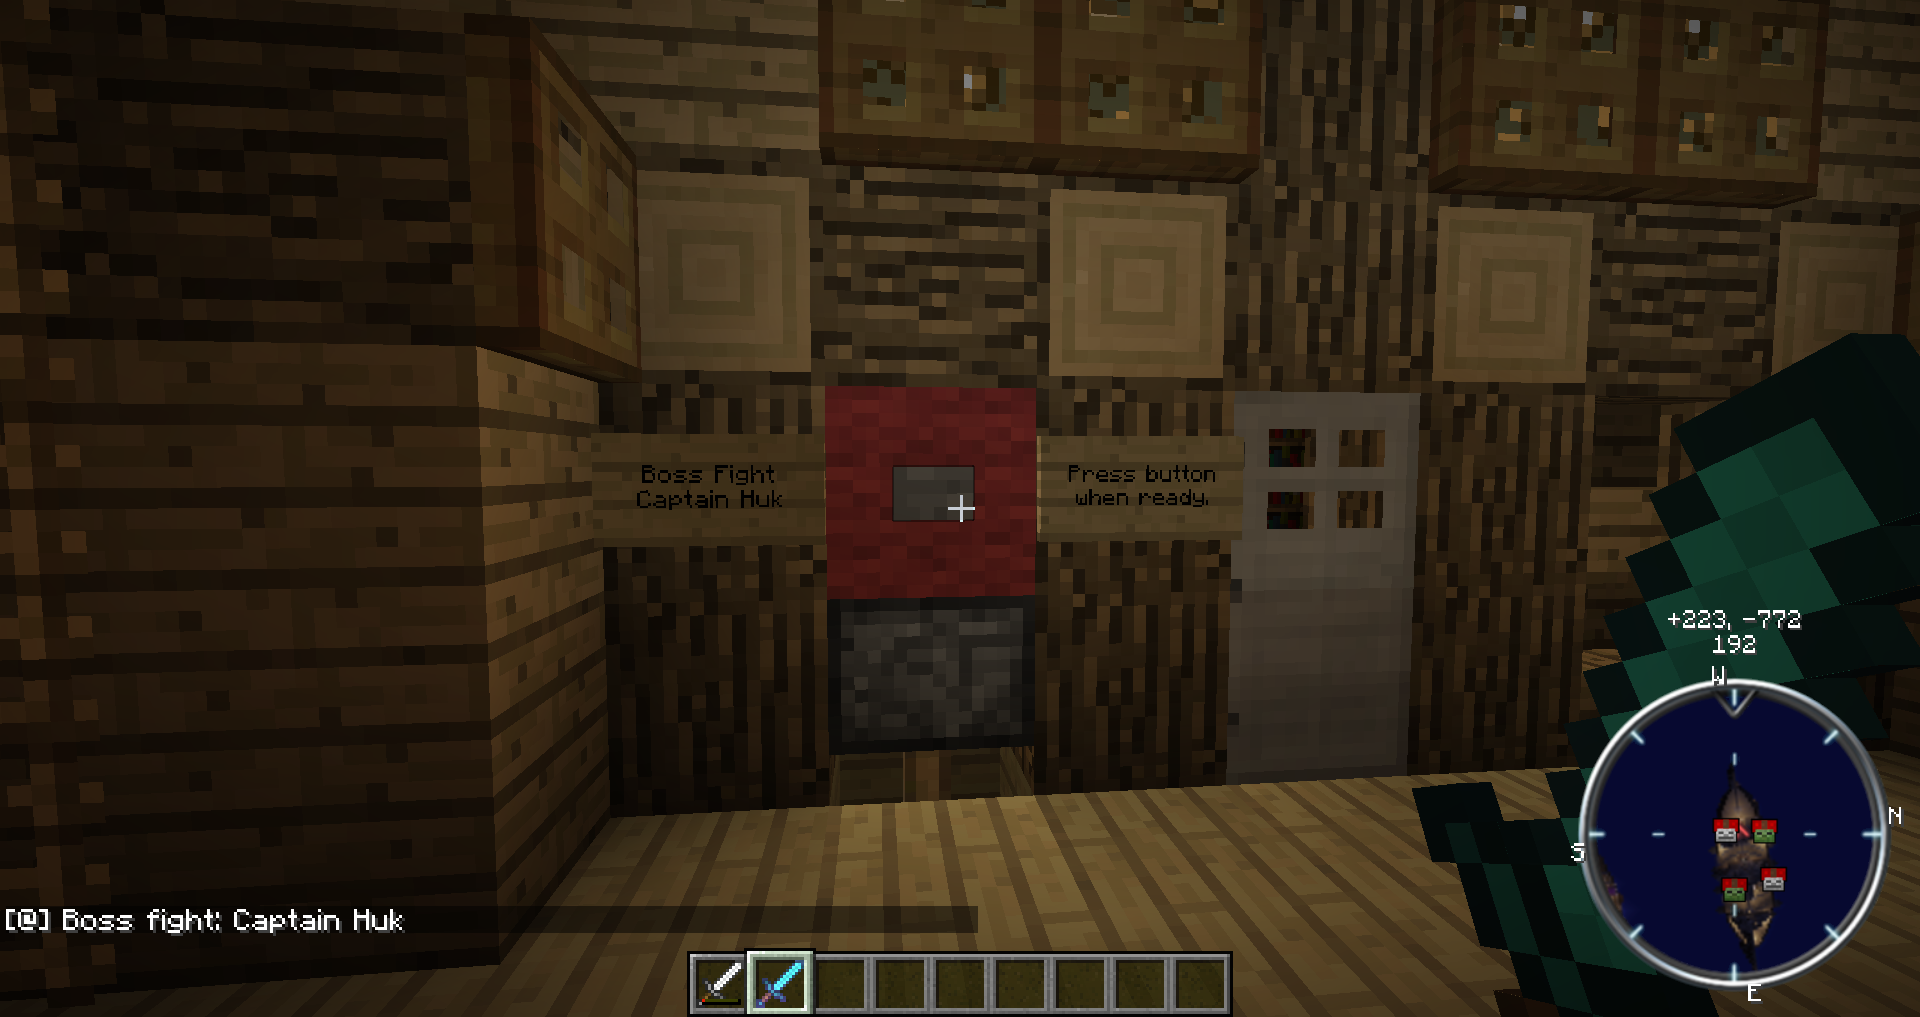 Boss Fight
Captain Huk
Press button
when ready.
+223, -772
192
W
N
S
E
[@] Boss fight: Captain Huk